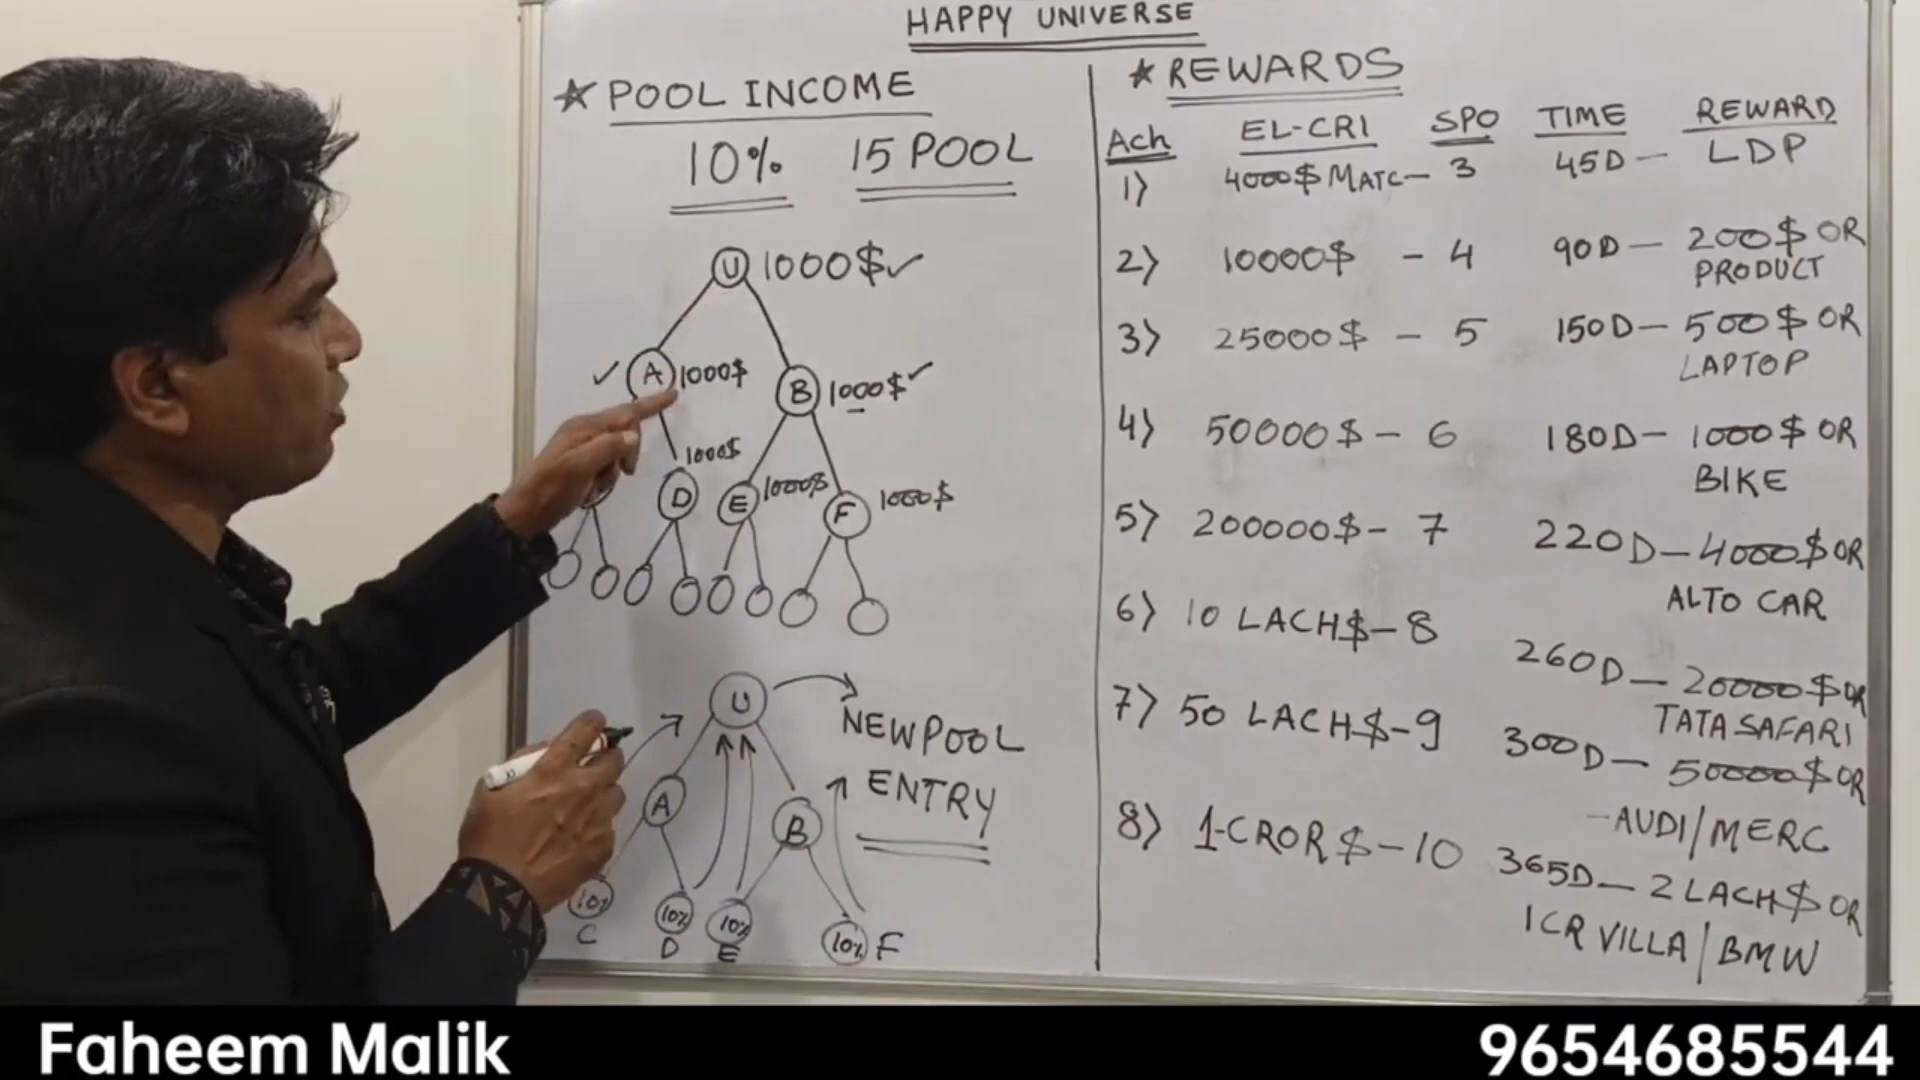 HAPPY UNIVERSE
★ POOL INCOME
10% 15 POOL
U 1000$ ✓
✓ A 1000$ B 1000$ ✓
1000$
D E 1000$ F 1000$
U
NEW POOL
ENTRY
A B
10% 10% 10% 10% F
C D E
★ REWARDS
Ach EL-CRI SPO TIME REWARD
1) 4000$ MATC- 3 45D - LDP
2) 10000$ - 4 90D - 200$ OR
PRODUCT
3) 25000$ - 5 150D - 500$ OR
LAPTOP
4) 50000$ - 6 180D - 1000$ OR
BIKE
5) 200000$ - 7 220D - 4000$ OR
ALTO CAR
6) 10 LACH$ - 8 260D - 20000$ OR
TATA SAFARI
7) 50 LACH$ - 9 300D - 50000$ OR
- AUDI/MERC
8) 1-CROR$ - 10 365D - 2 LACH$ OR
1 CR VILLA/BMW
Faheem Malik
9654685544